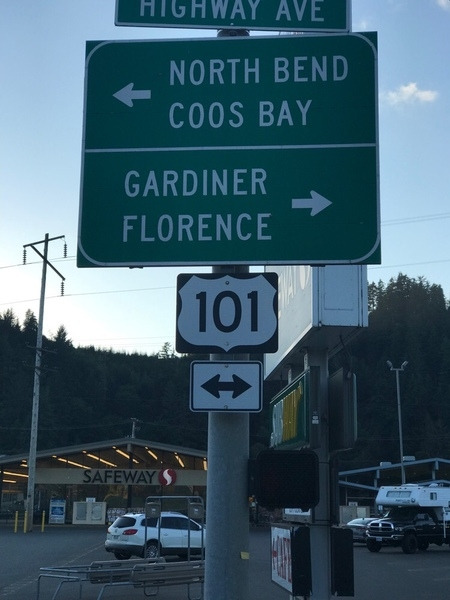 HIGHWAY AVE
NORTH BEND
COOS BAY
GARDINER
FLORENCE
101
SAFEWAY